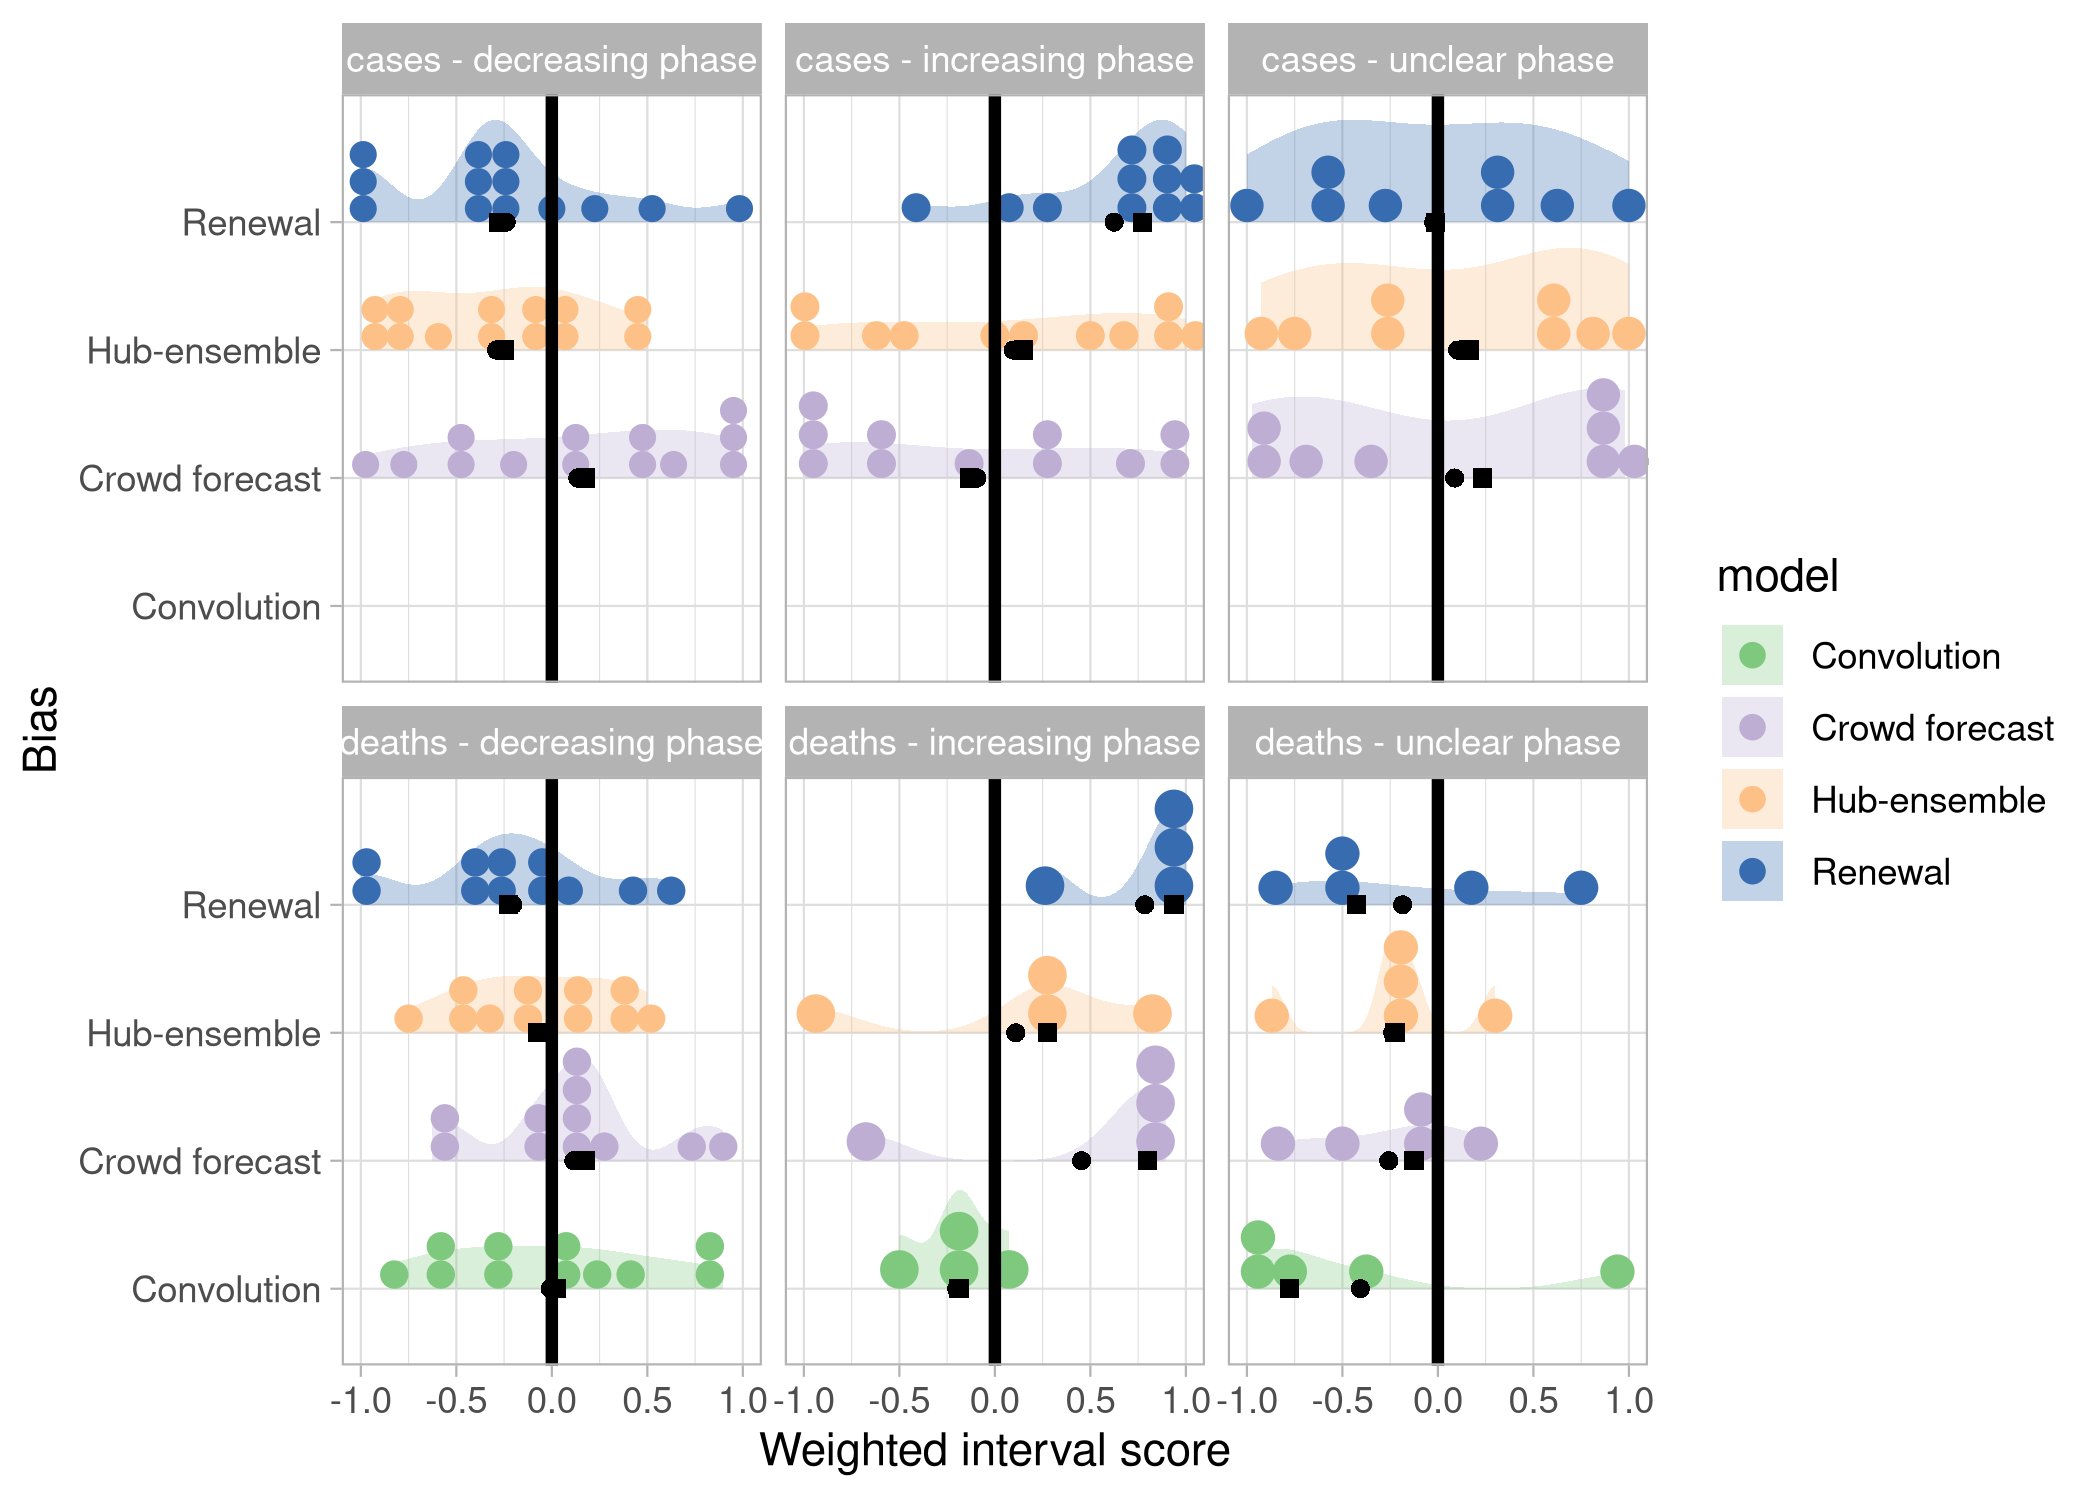 cases - decreasing phase
cases - increasing phase
cases - unclear phase
Renewal
Hub-ensemble
Crowd forecast
Convolution
deaths - decreasing phase
deaths - increasing phase
deaths - unclear phase
Renewal
Hub-ensemble
Crowd forecast
Convolution
-1.0 -0.5 0.0 0.5 1.0
-1.0 -0.5 0.0 0.5 1.0
-1.0 -0.5 0.0 0.5 1.0
Weighted interval score
Bias
model
Convolution
Crowd forecast
Hub-ensemble
Renewal